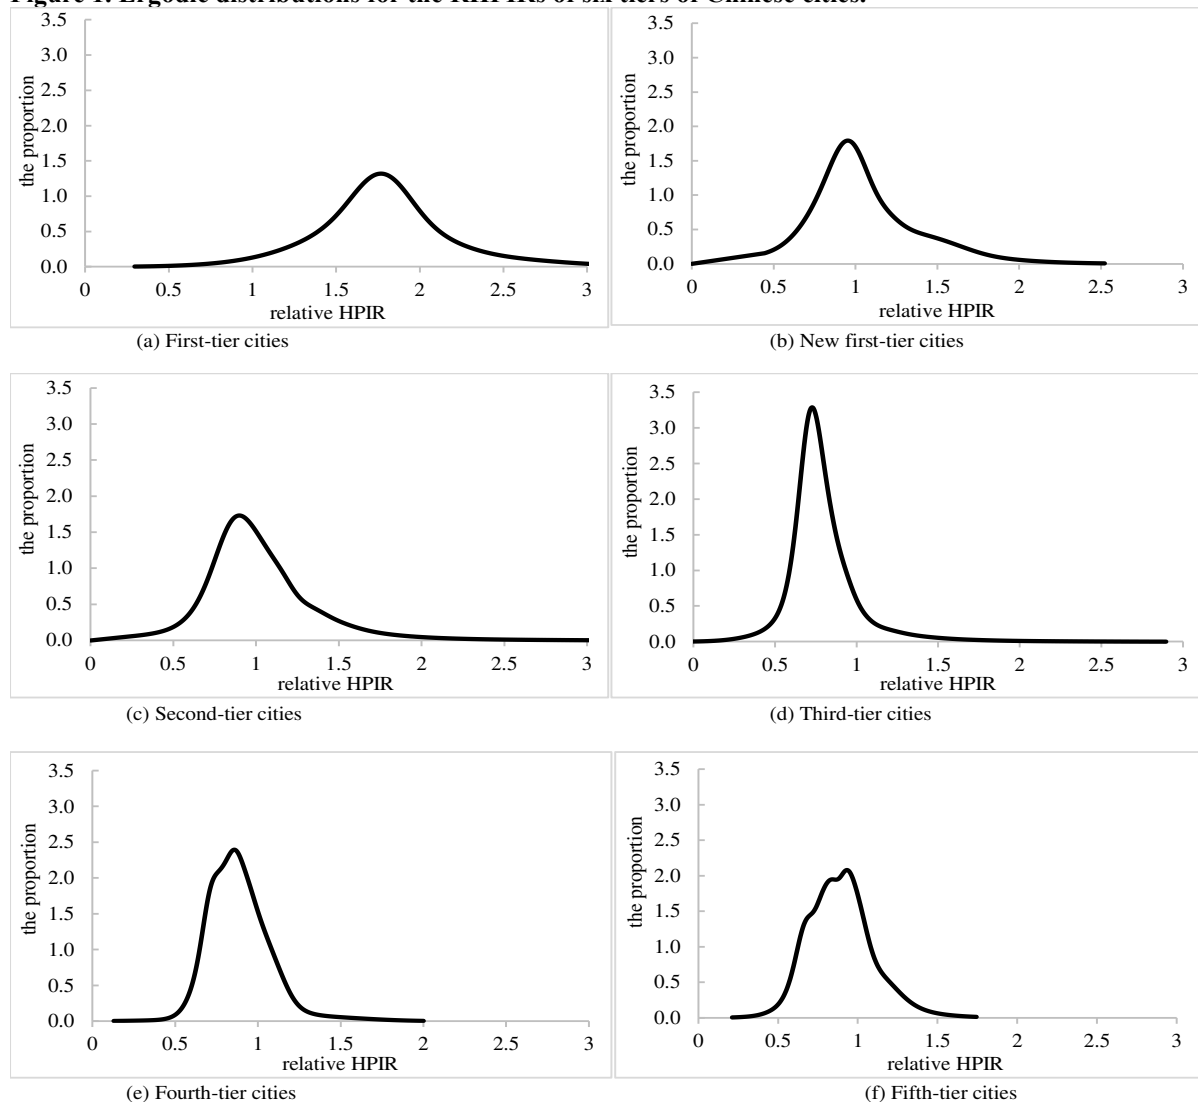 Figure 1. Ergodic distributions for the RHPIRs of six tiers of Chinese cities.
3.5
3.0
2.5
2.0
1.5
1.0
0.5
0.0
the proportion
0 0.5 1 1.5 2 2.5 3
relative HPIR
(a) First-tier cities
3.5
3.0
2.5
2.0
1.5
1.0
0.5
0.0
the proportion
0 0.5 1 1.5 2 2.5 3
relative HPIR
(b) New first-tier cities
3.5
3.0
2.5
2.0
1.5
1.0
0.5
0.0
the proportion
0 0.5 1 1.5 2 2.5 3
relative HPIR
(c) Second-tier cities
3.5
3.0
2.5
2.0
1.5
1.0
0.5
0.0
the proportion
0 0.5 1 1.5 2 2.5 3
relative HPIR
(d) Third-tier cities
3.5
3.0
2.5
2.0
1.5
1.0
0.5
0.0
the proportion
0 0.5 1 1.5 2 2.5 3
relative HPIR
(e) Fourth-tier cities
3.5
3.0
2.5
2.0
1.5
1.0
0.5
0.0
the proportion
0 0.5 1 1.5 2 2.5 3
relative HPIR
(f) Fifth-tier cities